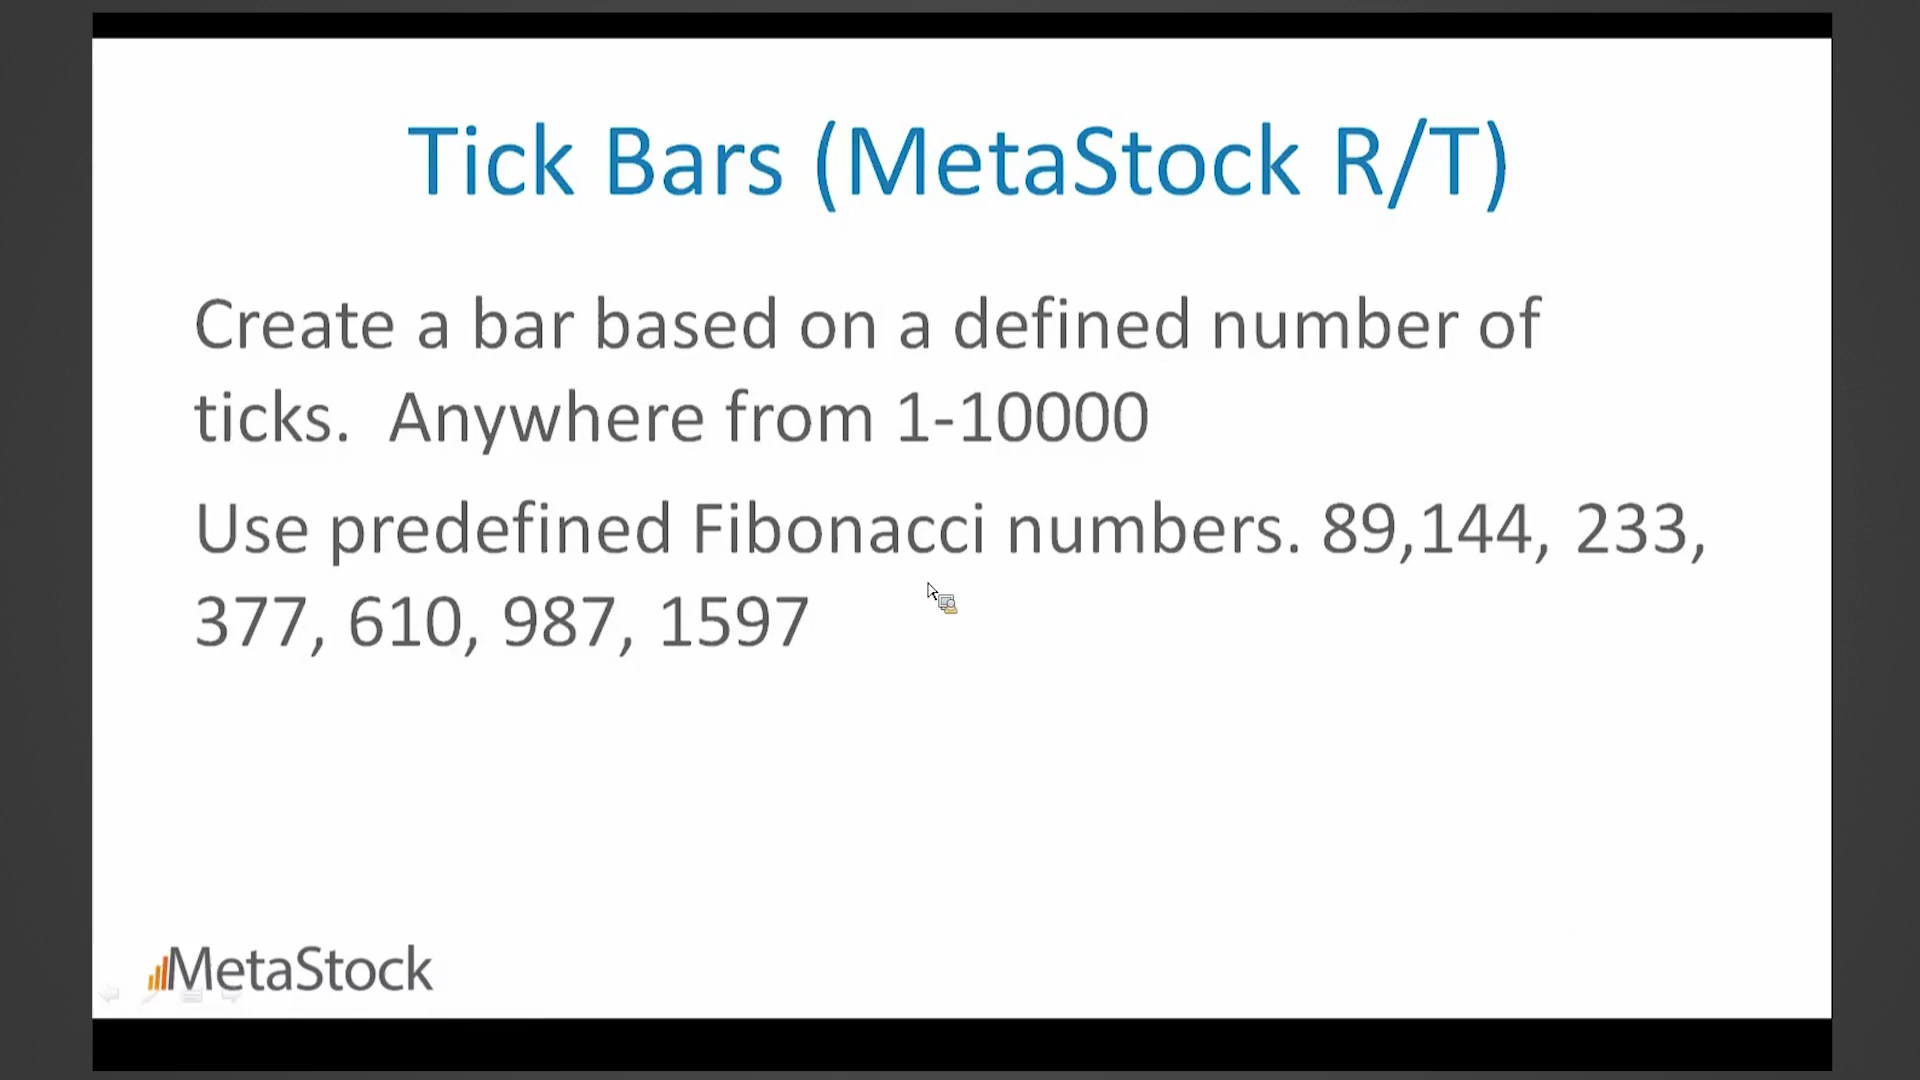 Tick Bars (MetaStock R/T)
Create a bar based on a defined number of
ticks.  Anywhere from 1-10000
Use predefined Fibonacci numbers. 89,144, 233,
377, 610, 987, 1597
MetaStock